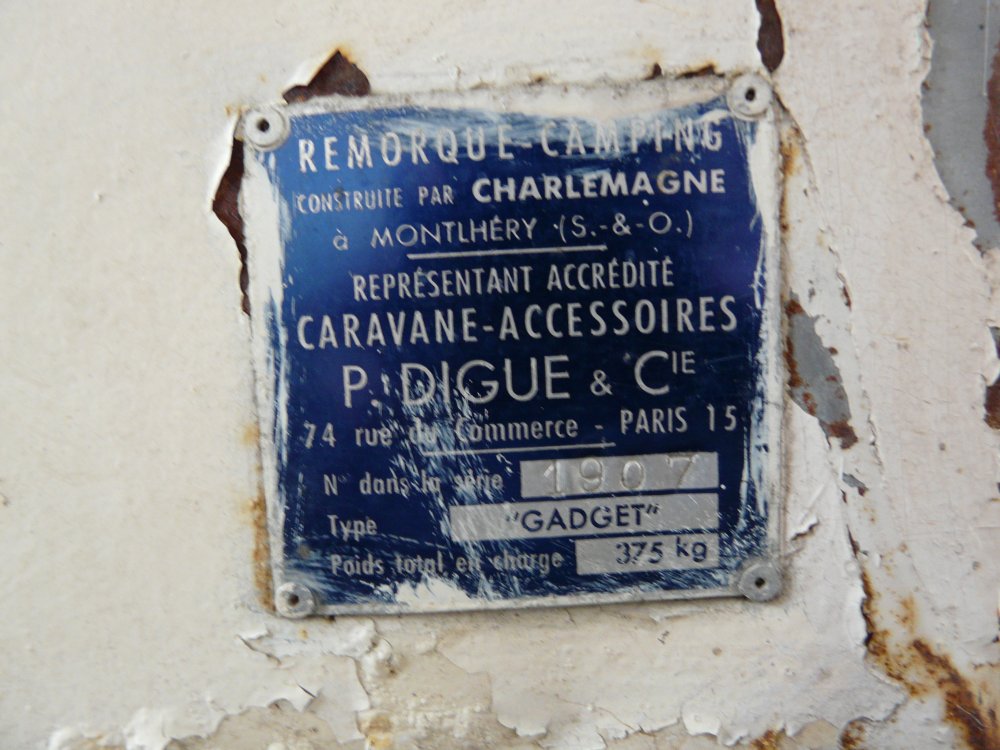 REMORQUE-CAMPING
CONSTRUITE PAR CHARLEMAGNE
à MONTLHÉRY (S.-&-O.)
REPRÉSENTANT ACCRÉDITÉ
CARAVANE-ACCESSOIRES
P. DIGUE & CIE
74 rue du Commerce - PARIS 15
N° dans la série 1907
Type "GADGET"
Poids total en charge 375 kg